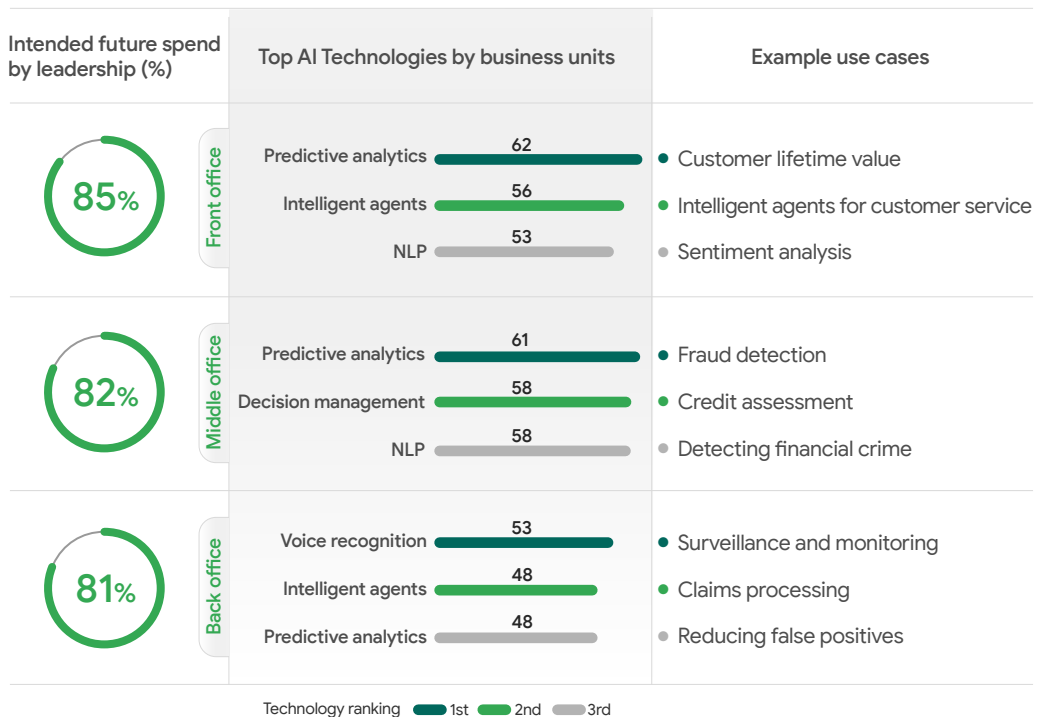 Intended future spend
by leadership (%)
Top AI Technologies by business units
Example use cases
85%
Front office
Predictive analytics
62
Customer lifetime value
Intelligent agents
56
Intelligent agents for customer service
NLP
53
Sentiment analysis
82%
Middle office
Predictive analytics
61
Fraud detection
Decision management
58
Credit assessment
NLP
58
Detecting financial crime
81%
Back office
Voice recognition
53
Surveillance and monitoring
Intelligent agents
48
Claims processing
Predictive analytics
48
Reducing false positives
Technology ranking 1st 2nd 3rd